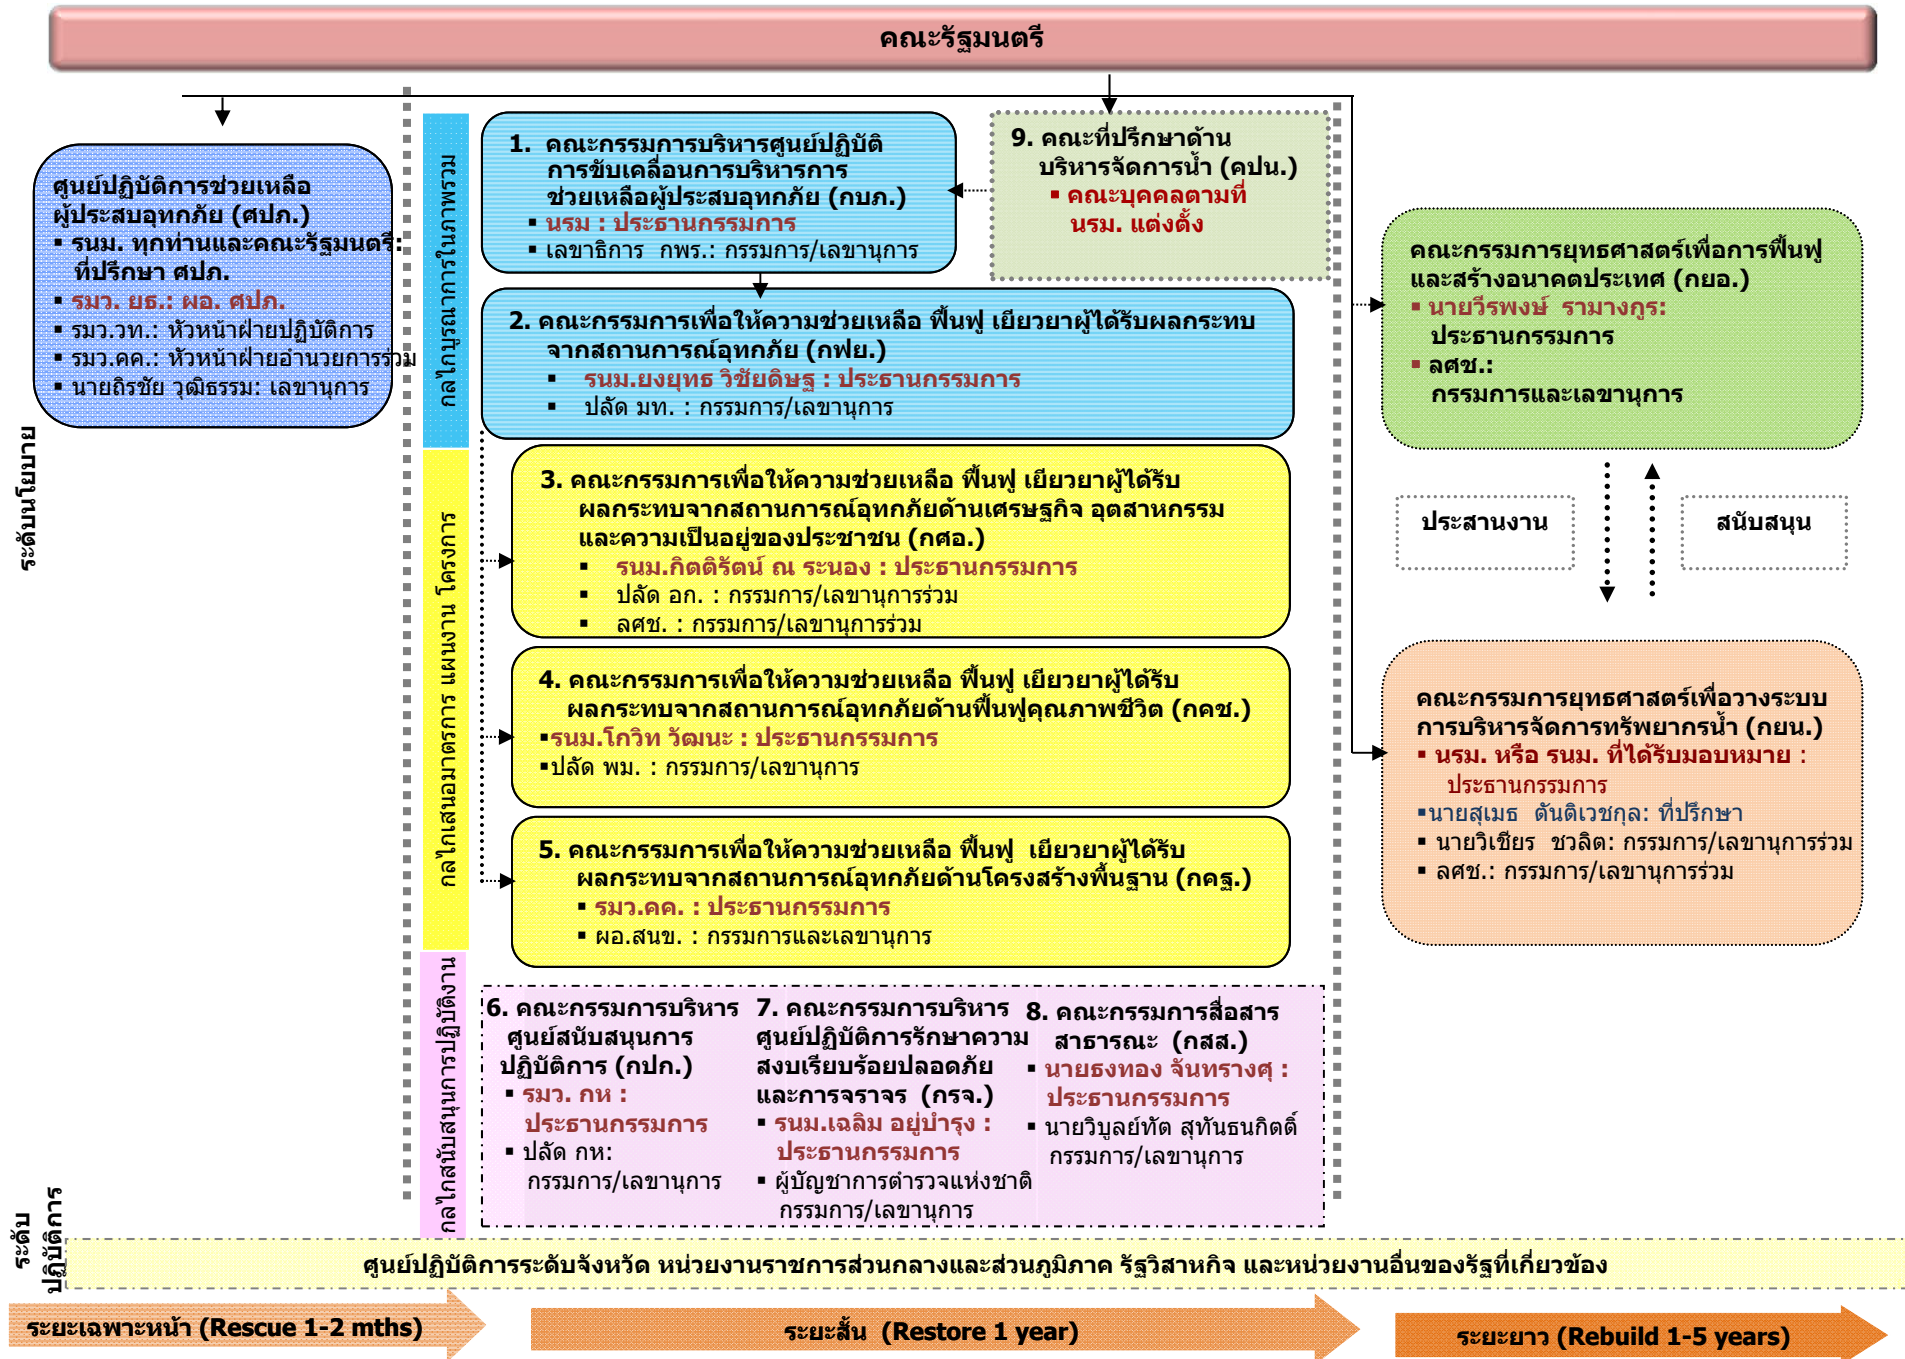 คณะรัฐมนตรี
ศูนย์ปฏิบัติการช่วยเหลือ
ผู้ประสบอุทกภัย (ศปภ.)
▪ รนม. ทุกท่านและคณะรัฐมนตรี:
ที่ปรึกษา ศปภ.
▪ รมว. ยธ.: ผอ. ศปภ.
▪ รมว.วท.: หัวหน้าฝ่ายปฏิบัติการ
▪ รมว.คค.: หัวหน้าฝ่ายอำนวยการร่วม
▪ นายถิรชัย วุฒิธรรม: เลขานุการ
ระดับนโยบาย
กลไกบูรณาการในภาพรวม
1. คณะกรรมการบริหารศูนย์ปฏิบัติ
การขับเคลื่อนการบริหารการ
ช่วยเหลือผู้ประสบอุทกภัย (กบภ.)
▪ นรม : ประธานกรรมการ
▪ เลขาธิการ กพร.: กรรมการ/เลขานุการ
9. คณะที่ปรึกษาด้าน
บริหารจัดการน้ำ (คปน.)
▪ คณะบุคคลตามที่
นรม. แต่งตั้ง
2. คณะกรรมการเพื่อให้ความช่วยเหลือ ฟื้นฟู เยียวยาผู้ได้รับผลกระทบ
จากสถานการณ์อุทกภัย (กฟย.)
▪ รนม.ยงยุทธ วิชัยดิษฐ : ประธานกรรมการ
▪ ปลัด มท. : กรรมการ/เลขานุการ
กลไกเสนอมาตรการ แผนงาน โครงการ
3. คณะกรรมการเพื่อให้ความช่วยเหลือ ฟื้นฟู เยียวยาผู้ได้รับ
ผลกระทบจากสถานการณ์อุทกภัยด้านเศรษฐกิจ อุตสาหกรรม
และความเป็นอยู่ของประชาชน (กศอ.)
▪ รนม.กิตติรัตน์ ณ ระนอง : ประธานกรรมการ
▪ ปลัด อก. : กรรมการ/เลขานุการร่วม
▪ ลศช. : กรรมการ/เลขานุการร่วม
4. คณะกรรมการเพื่อให้ความช่วยเหลือ ฟื้นฟู เยียวยาผู้ได้รับ
ผลกระทบจากสถานการณ์อุทกภัยด้านฟื้นฟูคุณภาพชีวิต (กคช.)
▪รนม.โกวิท วัฒนะ : ประธานกรรมการ
▪ปลัด พม. : กรรมการ/เลขานุการ
5. คณะกรรมการเพื่อให้ความช่วยเหลือ ฟื้นฟู เยียวยาผู้ได้รับ
ผลกระทบจากสถานการณ์อุทกภัยด้านโครงสร้างพื้นฐาน (กคฐ.)
▪ รมว.คค. : ประธานกรรมการ
▪ ผอ.สนข. : กรรมการและเลขานุการ
กลไกสนับสนุนการปฏิบัติงาน
6. คณะกรรมการบริหาร
ศูนย์สนับสนุนการ
ปฏิบัติการ (กปก.)
▪ รมว. กห :
ประธานกรรมการ
▪ ปลัด กห:
กรรมการ/เลขานุการ
7. คณะกรรมการบริหาร
ศูนย์ปฏิบัติการรักษาความ
สงบเรียบร้อยปลอดภัย
และการจราจร (กรจ.)
▪ รนม.เฉลิม อยู่บำรุง :
ประธานกรรมการ
▪ ผู้บัญชาการตำรวจแห่งชาติ
กรรมการ/เลขานุการ
8. คณะกรรมการสื่อสาร
สาธารณะ (กสส.)
▪ นายธงทอง จันทรางศุ :
ประธานกรรมการ
▪ นายวิบูลย์ทัต สุทันธนกิตติ์
กรรมการ/เลขานุการ
คณะกรรมการยุทธศาสตร์เพื่อการฟื้นฟู
และสร้างอนาคตประเทศ (กยอ.)
▪ นายวีรพงษ์ รามางกูร:
ประธานกรรมการ
▪ ลศช.:
กรรมการและเลขานุการ
ประสานงาน
สนับสนุน
คณะกรรมการยุทธศาสตร์เพื่อวางระบบ
การบริหารจัดการทรัพยากรน้ำ (กยน.)
▪ นรม. หรือ รนม. ที่ได้รับมอบหมาย :
ประธานกรรมการ
▪นายสุเมธ ตันติเวชกุล: ที่ปรึกษา
▪ นายวิเชียร ชวลิต: กรรมการ/เลขานุการร่วม
▪ ลศช.: กรรมการ/เลขานุการร่วม
ระดับ
ปฏิบัติการ
ศูนย์ปฏิบัติการระดับจังหวัด หน่วยงานราชการส่วนกลางและส่วนภูมิภาค รัฐวิสาหกิจ และหน่วยงานอื่นของรัฐที่เกี่ยวข้อง
ระยะเฉพาะหน้า (Rescue 1-2 mths)
ระยะสั้น (Restore 1 year)
ระยะยาว (Rebuild 1-5 years)